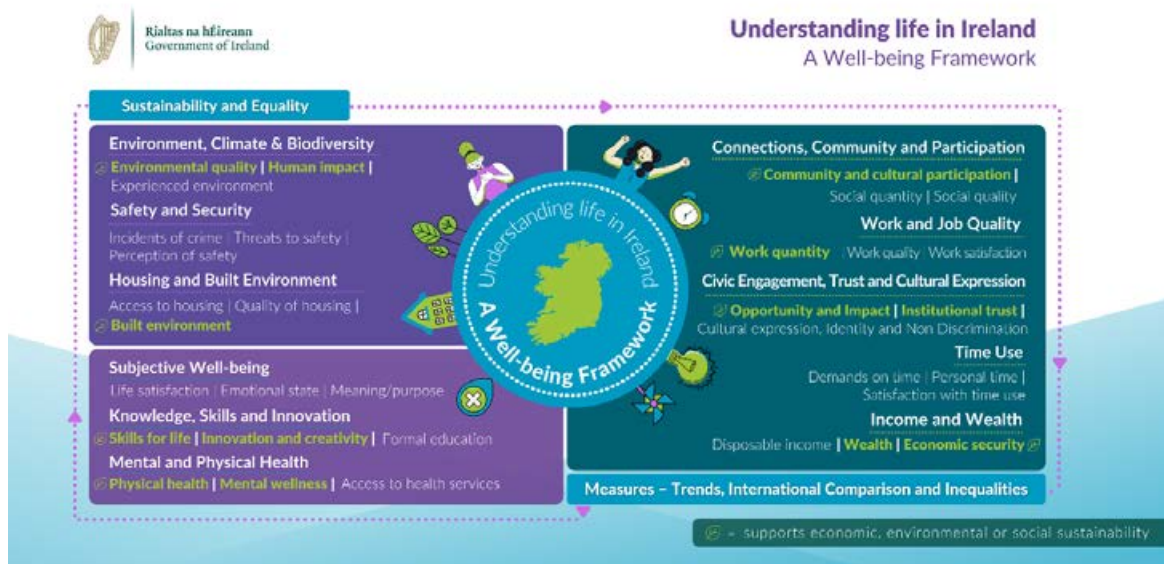 Rialtas na hÉireann
Government of Ireland
Understanding life in Ireland
A Well-being Framework
Sustainability and Equality
Environment, Climate & Biodiversity
Environmental quality | Human impact |
Experienced environment
Safety and Security
Incidents of crime | Threats to safety |
Perception of safety
Housing and Built Environment
Access to housing | Quality of housing |
Built environment
Subjective Well-being
Life satisfaction | Emotional state | Meaning/purpose
Knowledge, Skills and Innovation
Skills for life | Innovation and creativity | Formal education
Mental and Physical Health
Physical health | Mental wellness | Access to health services
Understanding life in Ireland
A Well-being Framework
Connections, Community and Participation
Community and cultural participation |
Social quantity | Social quality
Work and Job Quality
Work quantity | Work quality Work satisfaction
Civic Engagement, Trust and Cultural Expression
Opportunity and Impact | Institutional trust |
Cultural expression, Identity and Non Discrimination
Time Use
Demands on time | Personal time |
Satisfaction with time use
Income and Wealth
Disposable income | Wealth | Economic security
Measures – Trends, International Comparison and Inequalities
= supports economic, environmental or social sustainability